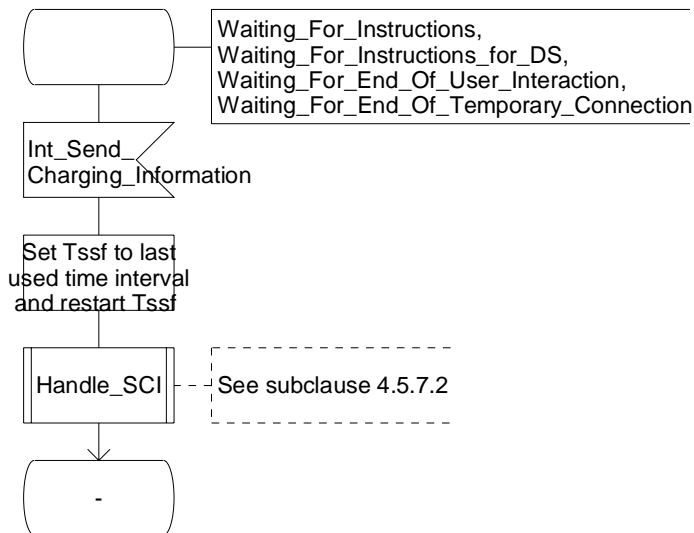 Waiting_For_Instructions,
Waiting_For_Instructions_for_DS,
Waiting_For_End_Of_User_Interaction,
Waiting_For_End_Of_Temporary_Connection
Int_Send_
Charging_Information
Set Tssf to last
used time interval
and restart Tssf
Handle_SCI
See subclause 4.5.7.2
-